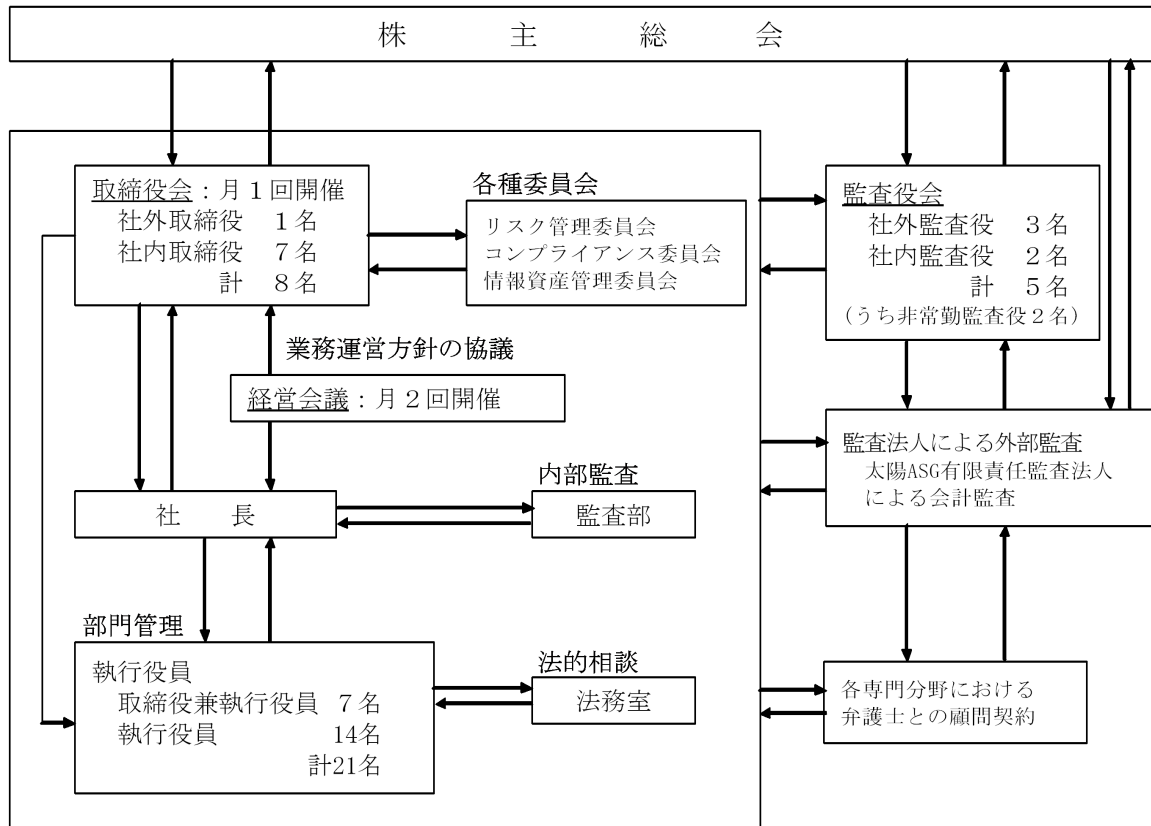 株 主 総 会
取締役会：月１回開催
社外取締役 １名
社内取締役 ７名
計 ８名
各種委員会
リスク管理委員会
コンプライアンス委員会
情報資産管理委員会
監査役会
社外監査役 ３名
社内監査役 ２名
計 ５名
（うち非常勤監査役２名）
業務運営方針の協議
経営会議：月２回開催
監査法人による外部監査
太陽ASG有限責任監査法人
による会計監査
内部監査
社 長
監査部
部門管理
執行役員
取締役兼執行役員 ７名
執行役員 14名
計21名
法的相談
法務室
各専門分野における
弁護士との顧問契約